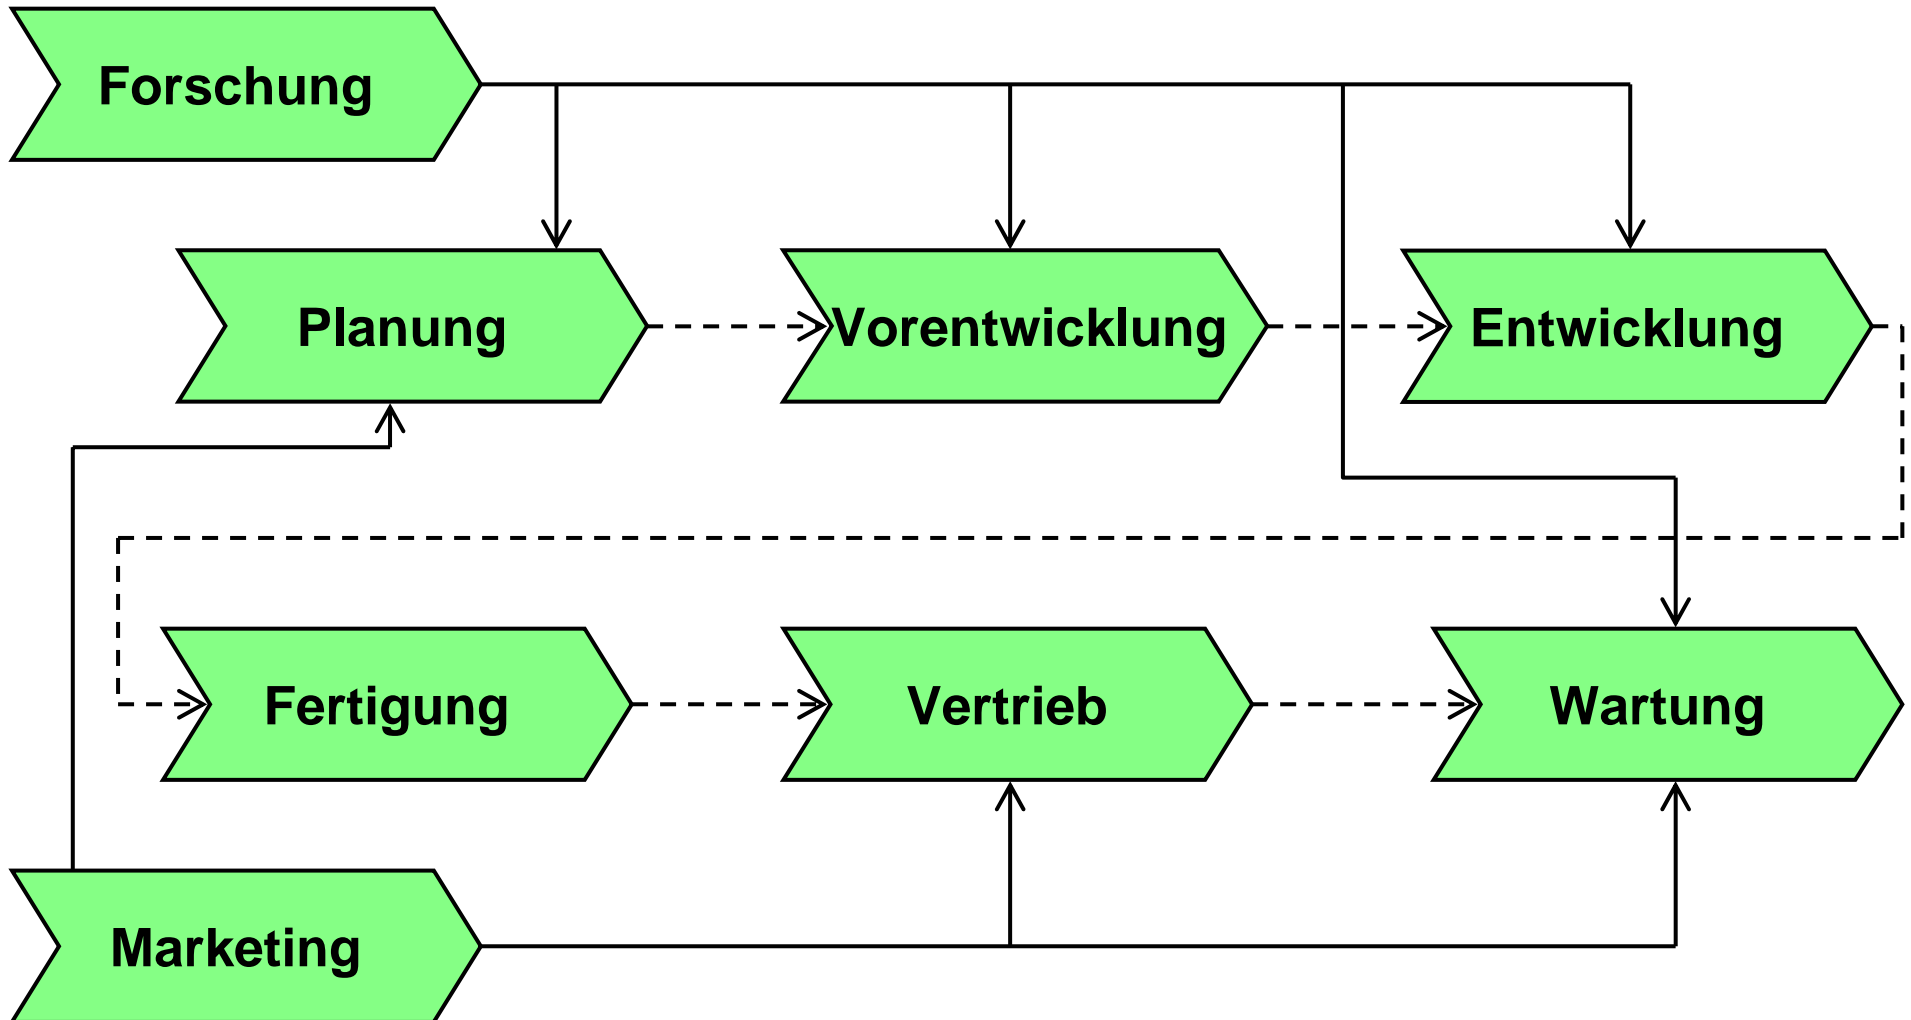 Forschung
Planung
Vorentwicklung
Entwicklung
Fertigung
Vertrieb
Wartung
Marketing